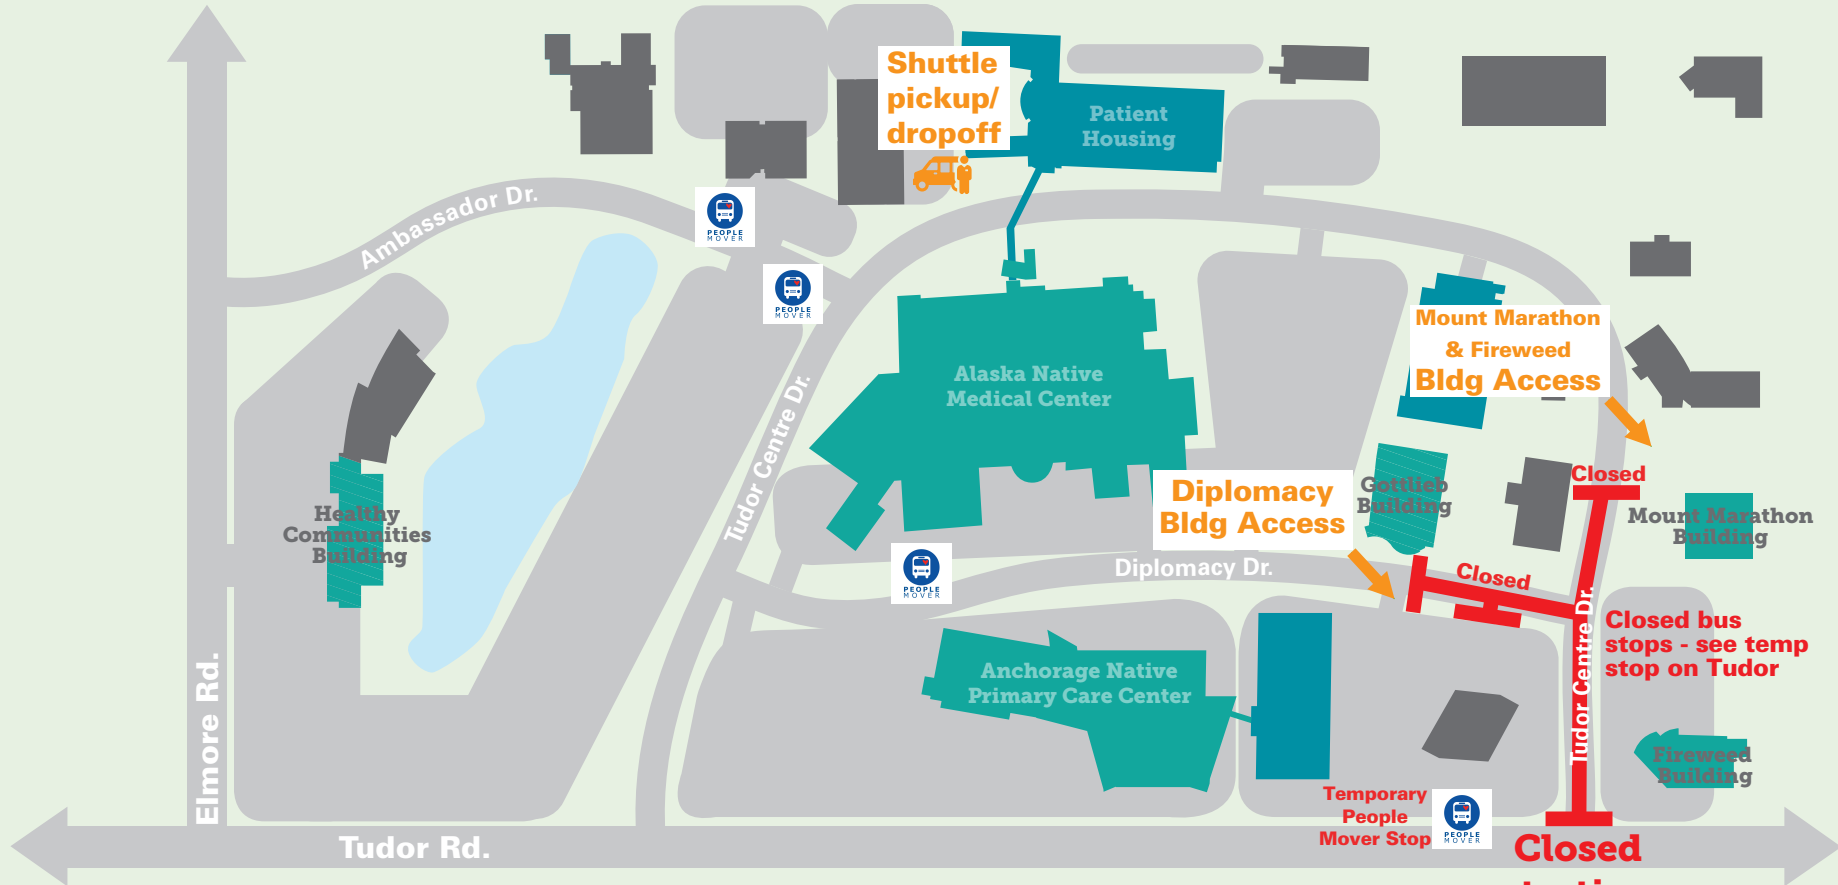 Shuttle
pickup/
dropoff
Patient
Housing
Ambassador Dr.
PEOPLE
MOVER
PEOPLE
MOVER
Mount Marathon
& Fireweed
Bldg Access
Alaska Native
Medical Center
Tudor Centre Dr.
Closed
Diplomacy
Bldg Access
Gottlieb
Building
Mount Marathon
Building
Healthy
Communities
Building
PEOPLE
MOVER
Diplomacy Dr.
Closed
Closed bus
stops - see temp
stop on Tudor
Tudor Centre Dr.
Anchorage Native
Primary Care Center
Elmore Rd.
Fireweed
Building
Temporary
People
Mover Stop
PEOPLE
MOVER
Tudor Rd.
Closed